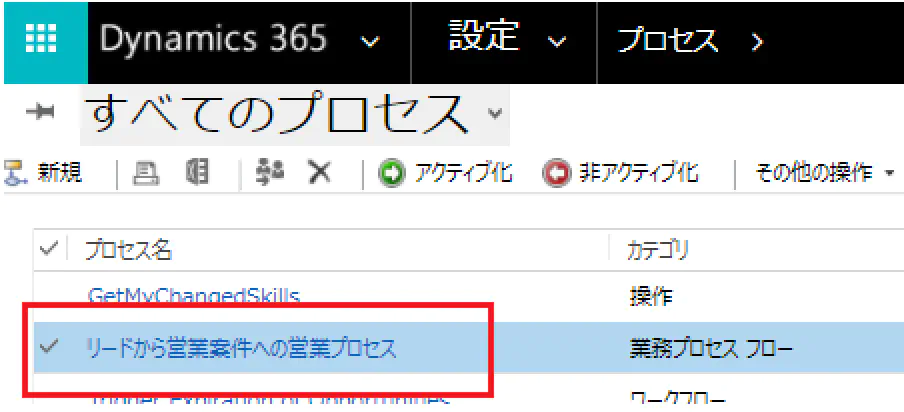 Dynamics 365 設定 プロセス
すべてのプロセス
新規 アクティブ化 非アクティブ化 その他の操作
プロセス名 カテゴリ
GetMyChangedSkills 操作
リードから営業案件への営業プロセス 業務プロセス フロー
Trigger Expiration of Opportunities ワークフロー